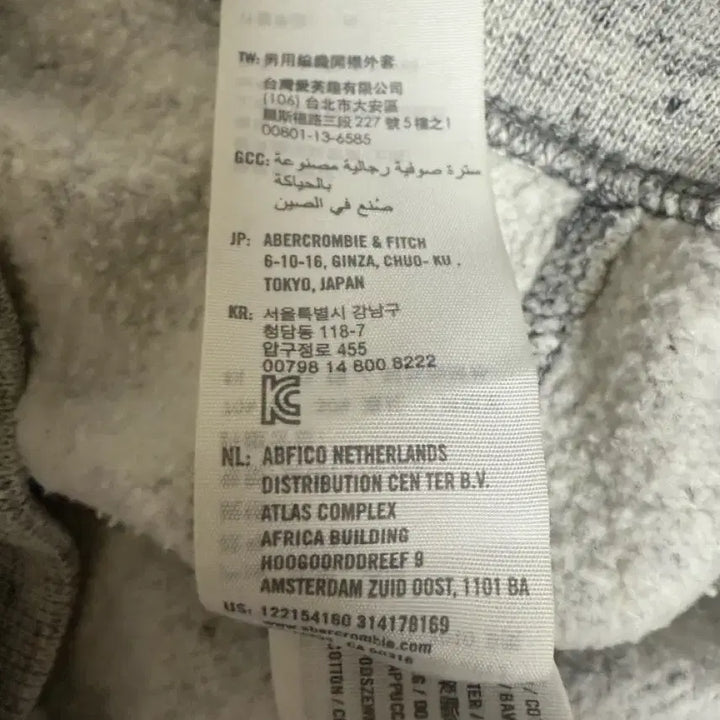 TW: 男用編織開襟外套
台灣愛芙趣有限公司
(106) 台北市大安區
羅斯福路三段 227 號 5 樓之1
00801-13-6585
GCC: سترة صوفية رجالية مصنوعة
بالحياكة
صُنع في الصين
JP: ABERCROMBIE & FITCH
6-10-16, GINZA, CHUO- KU .
TOKYO, JAPAN
KR: 서울특별시 강남구
청담동 118-7
압구정로 455
00798 14 800 8222
KC
NL: ABFICO NETHERLANDS
DISTRIBUTION CEN TER B.V.
ATLAS COMPLEX
AFRICA BUILDING
HOOGOORDDREEF 9
AMSTERDAM ZUID OOST, 1101 BA
US: 122154160 314178169
www.abercrombie.com
CA 00316